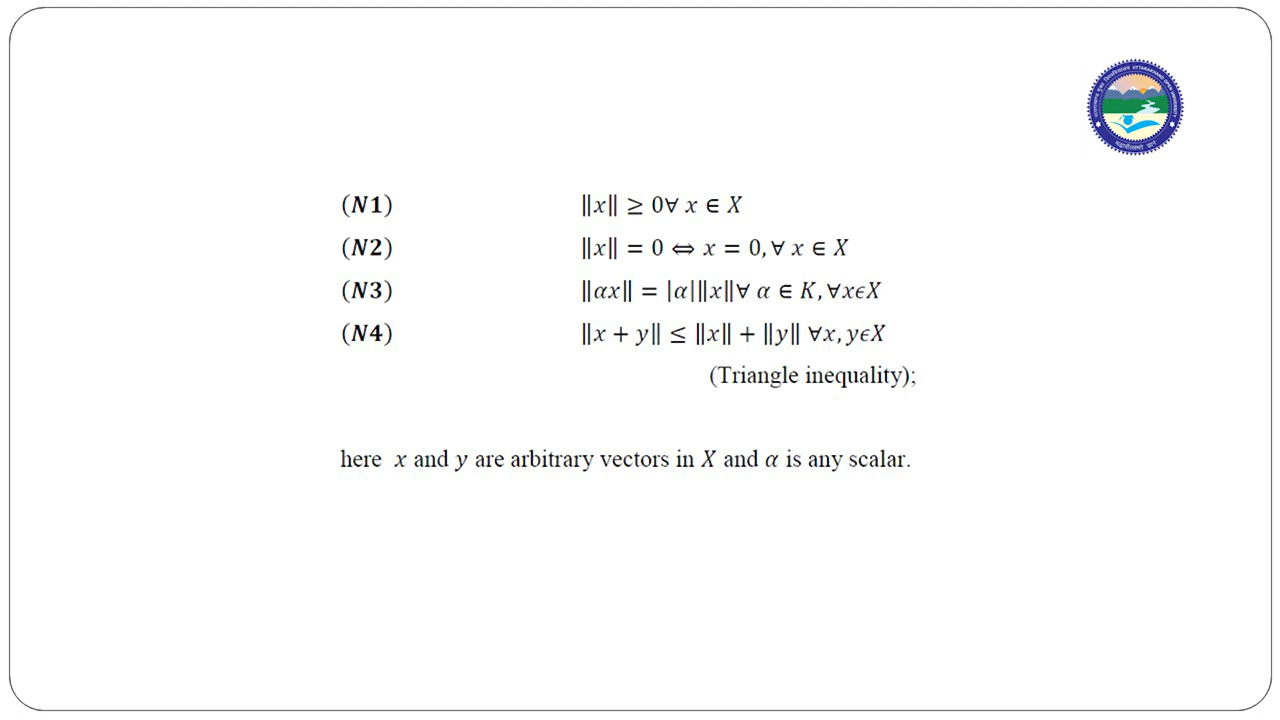 (N1) ‖x‖ ≥ 0∀ x ∈ X
(N2) ‖x‖ = 0 ⇔ x = 0, ∀ x ∈ X
(N3) ‖αx‖ = |α|‖x‖∀ α ∈ K, ∀xϵX
(N4) ‖x + y‖ ≤ ‖x‖ + ‖y‖ ∀x, yϵX
(Triangle inequality);
here x and y are arbitrary vectors in X and α is any scalar.